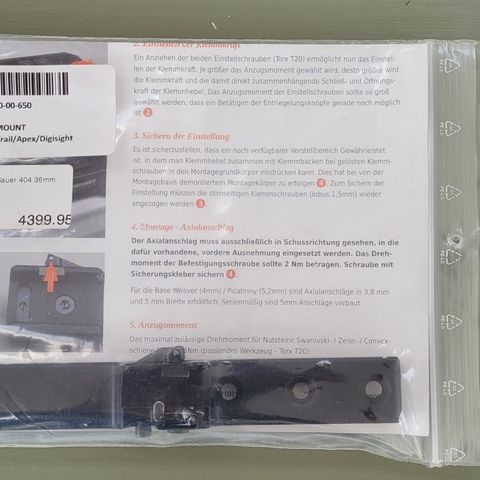 2. Einstellen der Klemmkraft
Ein Anziehen der beiden Einstellschrauben (Torx T20) ermöglicht nun das Einstel-
len der Klemmkraft. Je größer das Anzugsmoment gewählt wird, desto größer wird
die Klemmkraft und die damit direkt zusammenhängend Schließ- und Öffnungs-
kraft der Klemmhebel. Das Anzugsmoment der Einstellschrauben sollte so groß
gewählt werden, dass ein Betätigen der Entriegelungsknöpfe gerade noch möglich
ist 2
0-00-650
MOUNT
Trail/Apex/Digisight
Bauer 404 36mm
4399.95
3. Sichern der Einstellung
Es ist sicherzustellen, dass ein noch verfügbarer Verstellbereich Gewährleistet
ist, in dem man Klemmhebel zusammen mit Klemmbacken bei gelösten Klemm-
schrauben in den Montagegrundkörper eindrücken kann. Dies hat bei von der
Montagebasis demontiertem Montagekörper zu erfolgen 4. Zum Sichern der
Einstellung müssen die stirnseitigen Klemmschrauben (Inbus 1,5mm) wieder
angezogen werden 3.
4. Montage - Axialanschlag
Der Axialanschlag muss ausschließlich in Schussrichtung gesehen, in die
dafür vorhandene, vordere Ausnehmung eingesetzt werden. Das Dreh-
moment der Befestigungsschraube sollte 2 Nm betragen. Schraube mit
Sicherungskleber sichern 4.
Für die Base Weaver (4mm) / Picatinny (5,2mm) sind Axialanschläge in 3,8 mm
und 5 mm Breite erhältlich. Serienmäßig sind 5mm Anschläge verbaut.
5. Anzugsmoment
Das maximal zulässige Drehmoment für Nutsteine Swarovski- / Zeiss- / Convex-
schiene Nm (passendes Werkzeug - Torx T20)
(0)